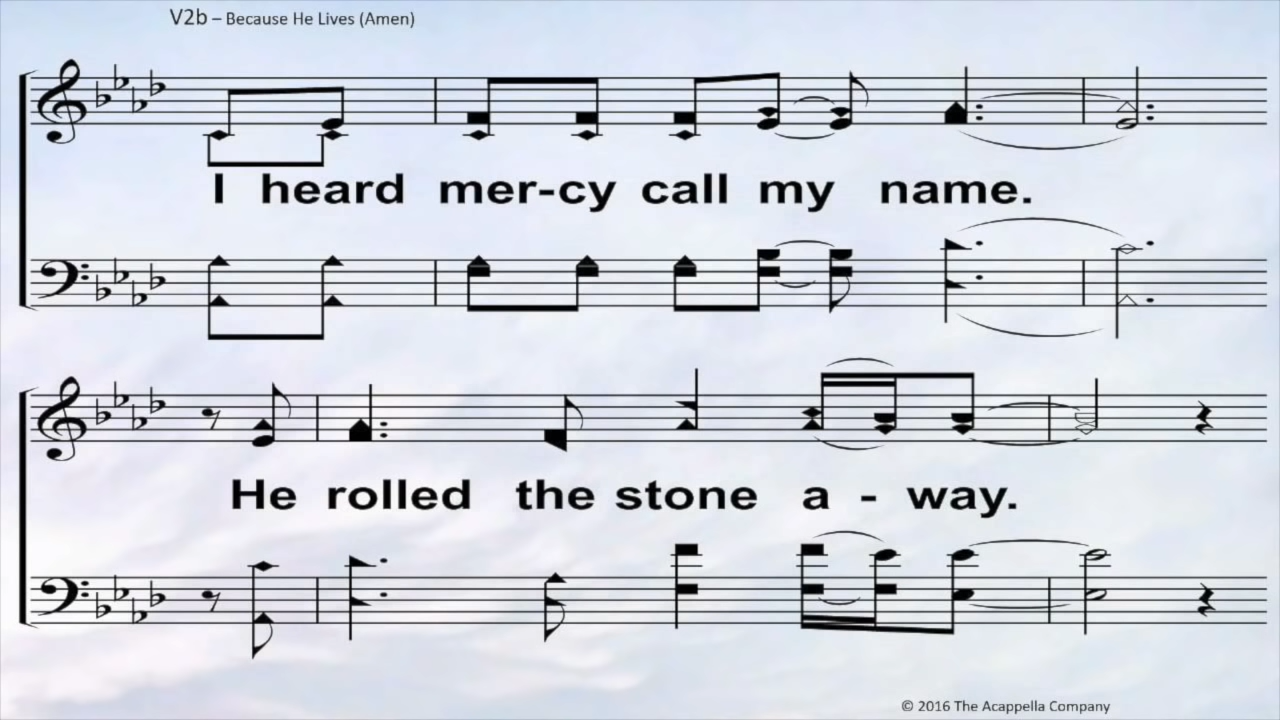 V2b – Because He Lives (Amen)
I heard mer-cy call my name.
He rolled the stone a - way.
© 2016 The Acappella Company